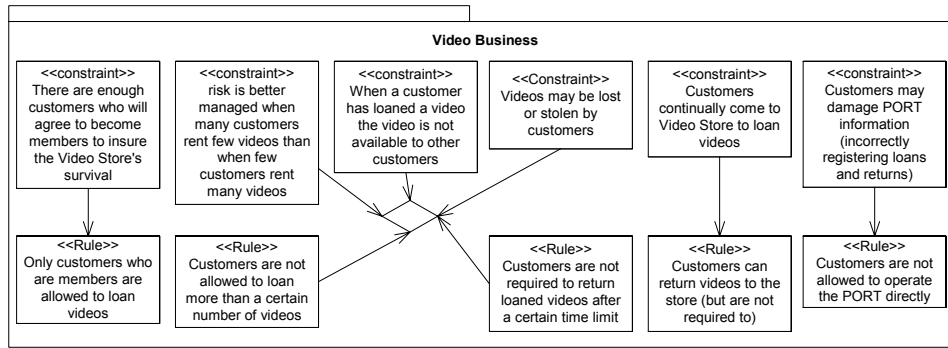 Video Business
<<constraint>>
There are enough
customers who will
agree to become
members to insure
the Video Store's
survival
<<constraint>>
risk is better
managed when
many customers
rent few videos than
when few
customers rent
many videos
<<constraint>>
When a customer
has loaned a video
the video is not
available to other
customers
<<Constraint>>
Videos may be lost
or stolen by
customers
<<constraint>>
Customers
continually come to
Video Store to loan
videos
<<constraint>>
Customers may
damage PORT
information
(incorrectly
registering loans
and returns)
<<Rule>>
Only customers who
are members are
allowed to loan
videos
<<Rule>>
Customers are not
allowed to loan
more than a certain
number of videos
<<Rule>>
Customers are not
required to return
loaned videos after
a certain time limit
<<Rule>>
Customers can
return videos to the
store (but are not
required to)
<<Rule>>
Customers are not
allowed to operate
the PORT directly